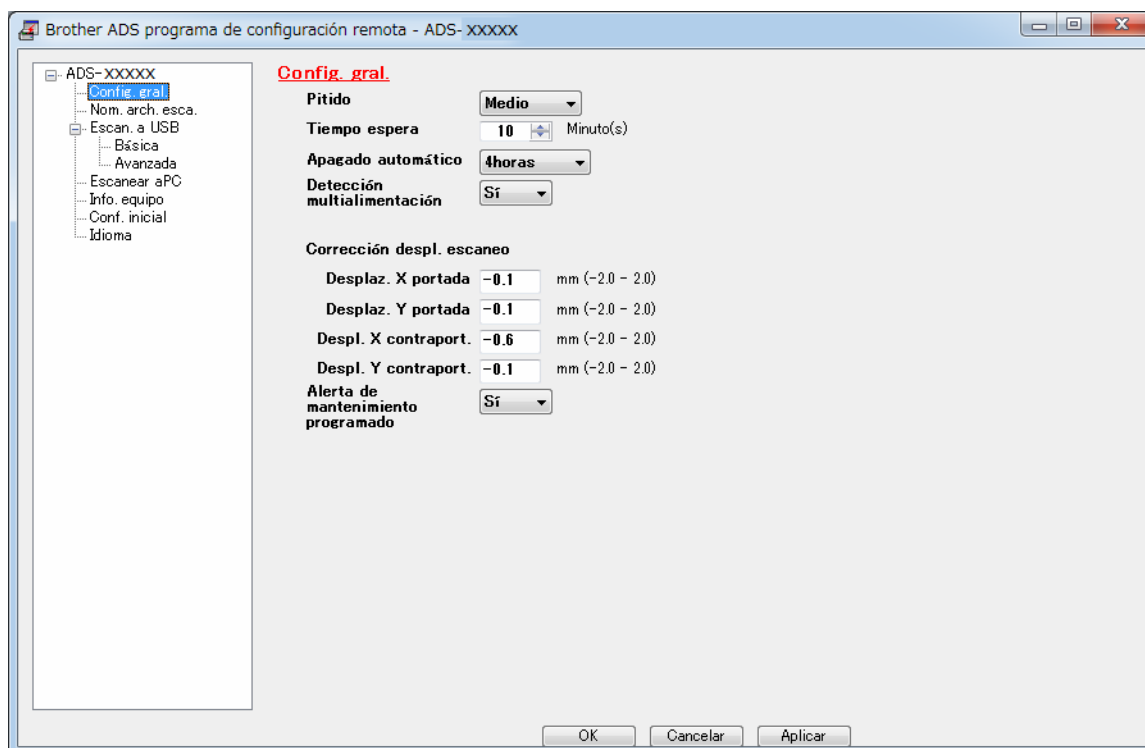 Brother ADS programa de configuración remota - ADS- XXXXX
ADS-XXXXX
Config. gral.
Nom. arch. esca.
Escan. a USB
Básica
Avanzada
Escanear aPC
Info. equipo
Conf. inicial
Idioma
Config. gral.
Pitido Medio
Tiempo espera 10 Minuto(s)
Apagado automático 4horas
Detección
multialimentación Sí
Corrección despl. escaneo
Desplaz. X portada -0.1 mm (-2.0 - 2.0)
Desplaz. Y portada -0.1 mm (-2.0 - 2.0)
Despl. X contraport. -0.6 mm (-2.0 - 2.0)
Despl. Y contraport. -0.1 mm (-2.0 - 2.0)
Alerta de
mantenimiento Sí
programado
OK Cancelar Aplicar